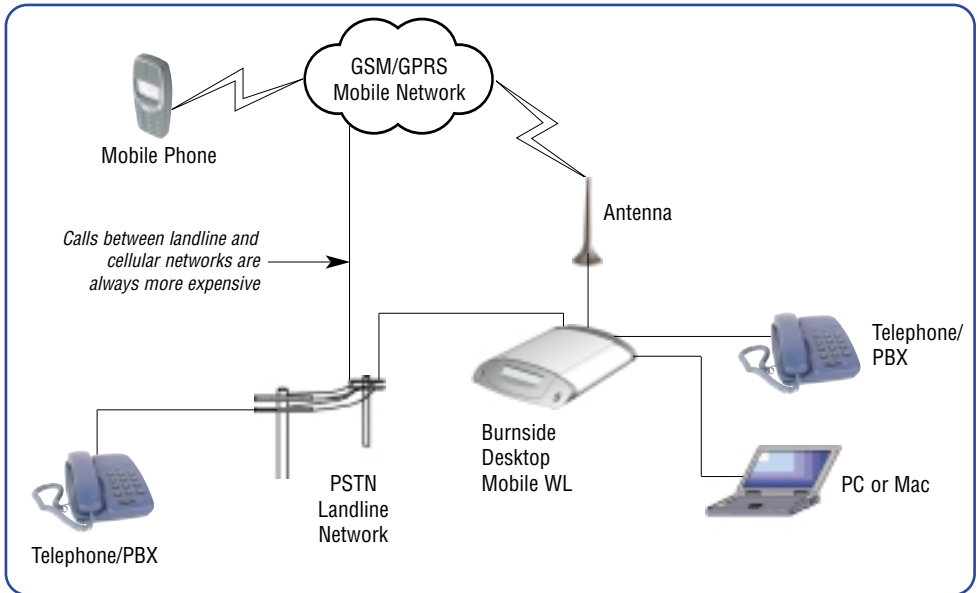 GSM/GPRS
Mobile Network
Mobile Phone
Antenna
Calls between landline and
cellular networks are
always more expensive
Telephone/
PBX
Burnside
Desktop
Mobile WL
PC or Mac
PSTN
Landline
Network
Telephone/PBX